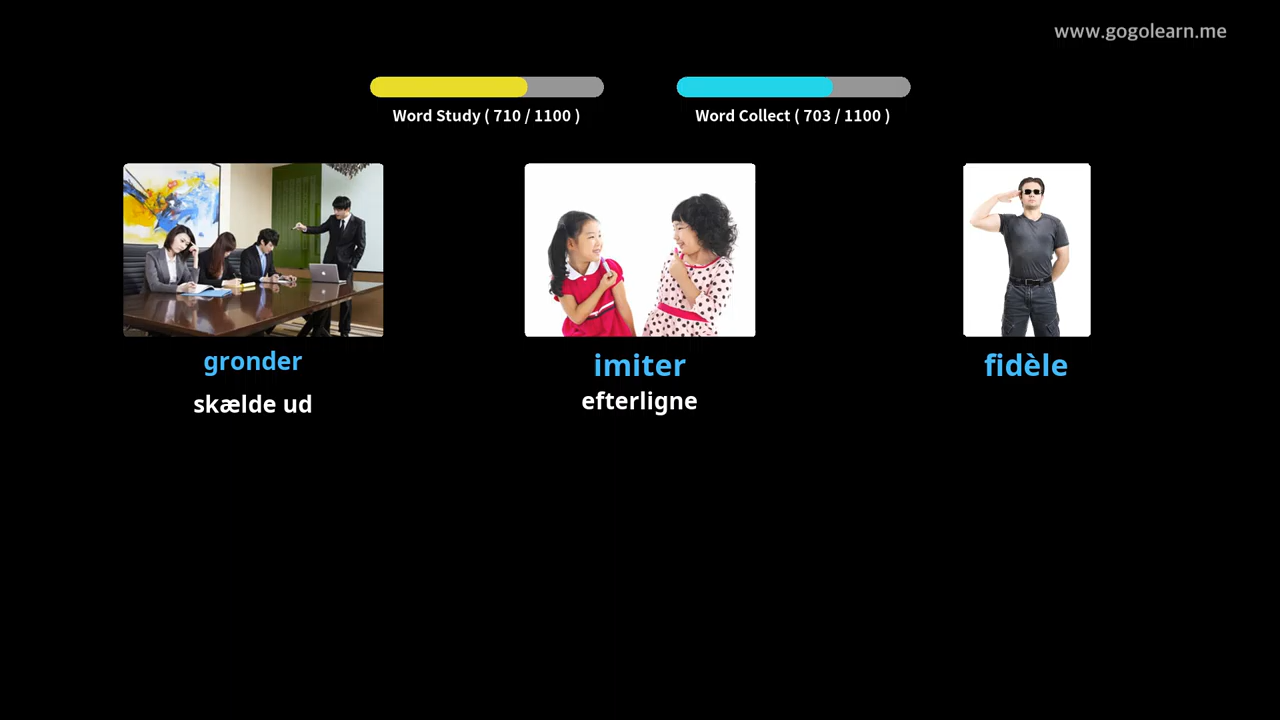 www.gogolearn.me
Word Study ( 710 / 1100 )
Word Collect ( 703 / 1100 )
gronder
skælde ud
imiter
efterligne
fidèle